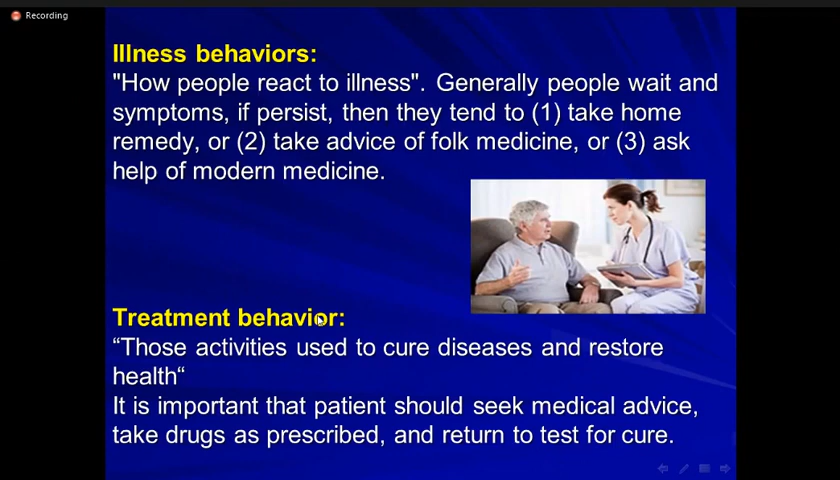 Recording
Illness behaviors:
"How people react to illness". Generally people wait and
symptoms, if persist, then they tend to (1) take home
remedy, or (2) take advice of folk medicine, or (3) ask
help of modern medicine.
Treatment behavior:
“Those activities used to cure diseases and restore
health“
It is important that patient should seek medical advice,
take drugs as prescribed, and return to test for cure.